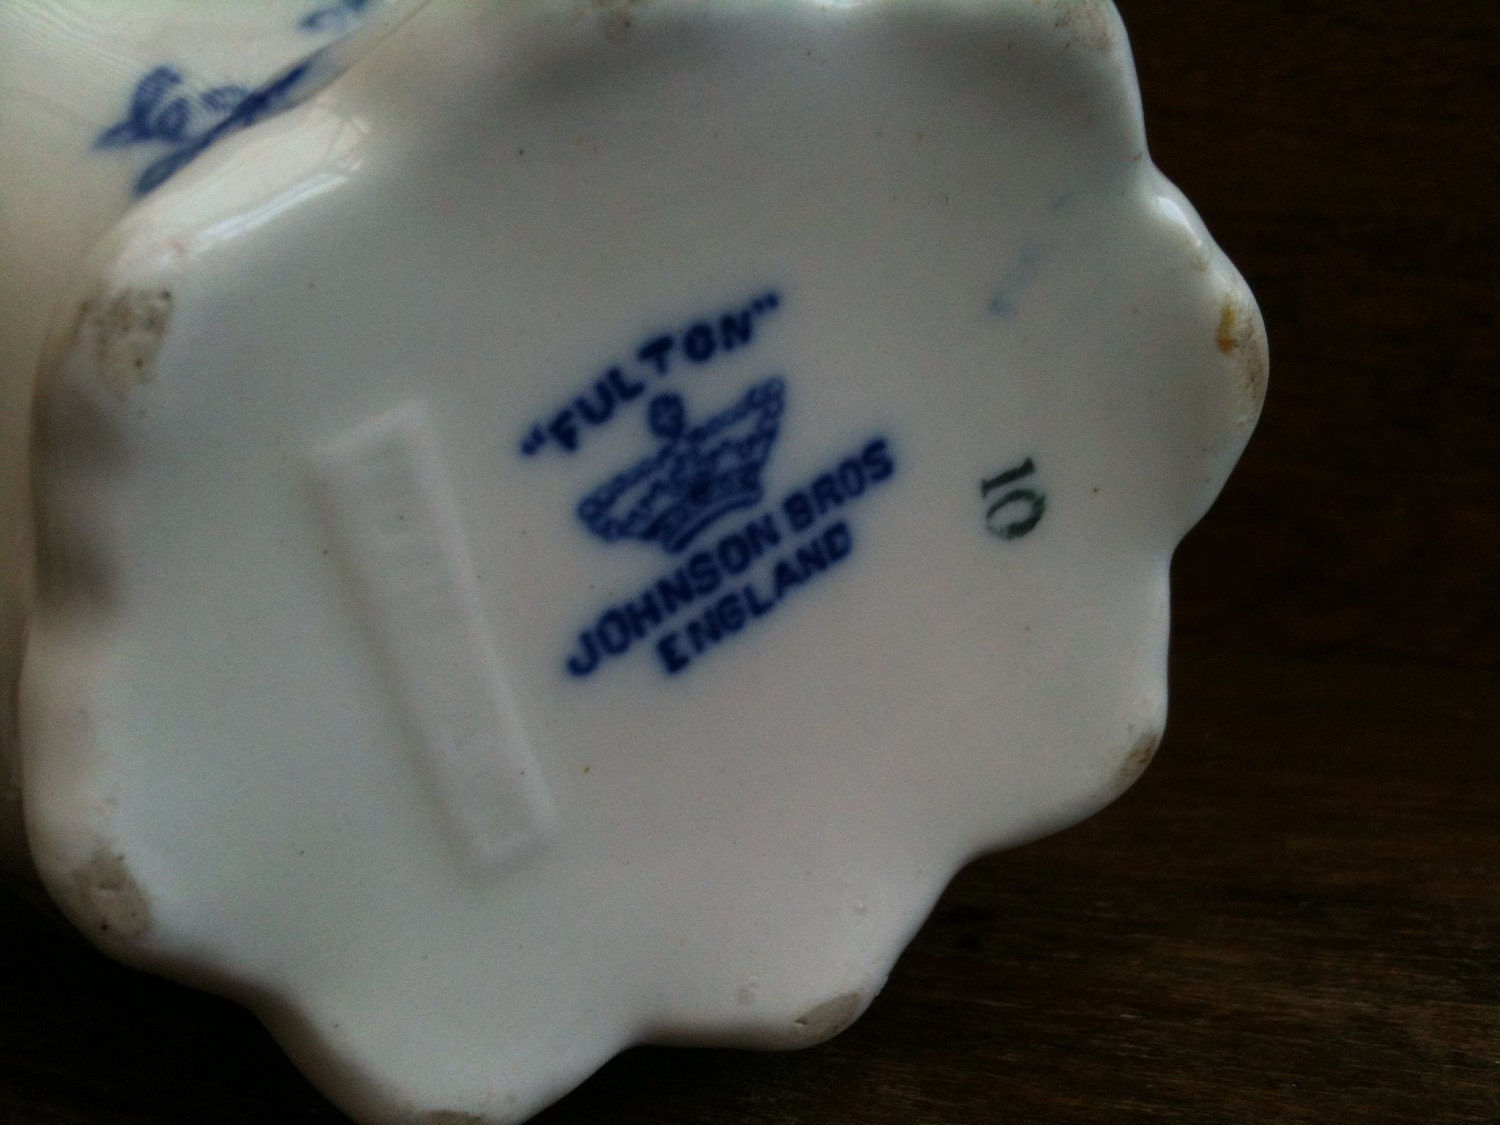 "FULTON"
JOHNSON BROS
ENGLAND
10